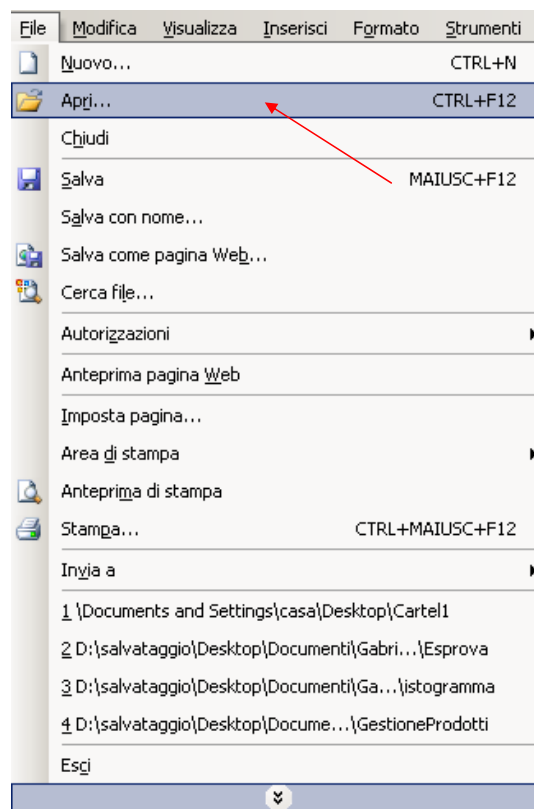 File Modifica Visualizza Inserisci Formato Strumenti
Nuovo... CTRL+N
Apri... CTRL+F12
Chiudi
Salva MAIUSC+F12
Salva con nome...
Salva come pagina Web...
Cerca file...
Autorizzazioni
Anteprima pagina Web
Imposta pagina...
Area di stampa
Anteprima di stampa
Stampa... CTRL+MAIUSC+F12
Invia a
1 \Documents and Settings\casa\Desktop\Cartel1
2 D:\salvataggio\Desktop\Documenti\Gabri...\Esprova
3 D:\salvataggio\Desktop\Documenti\Ga...\istogramma
4 D:\salvataggio\Desktop\Docume...\GestioneProdotti
Esci